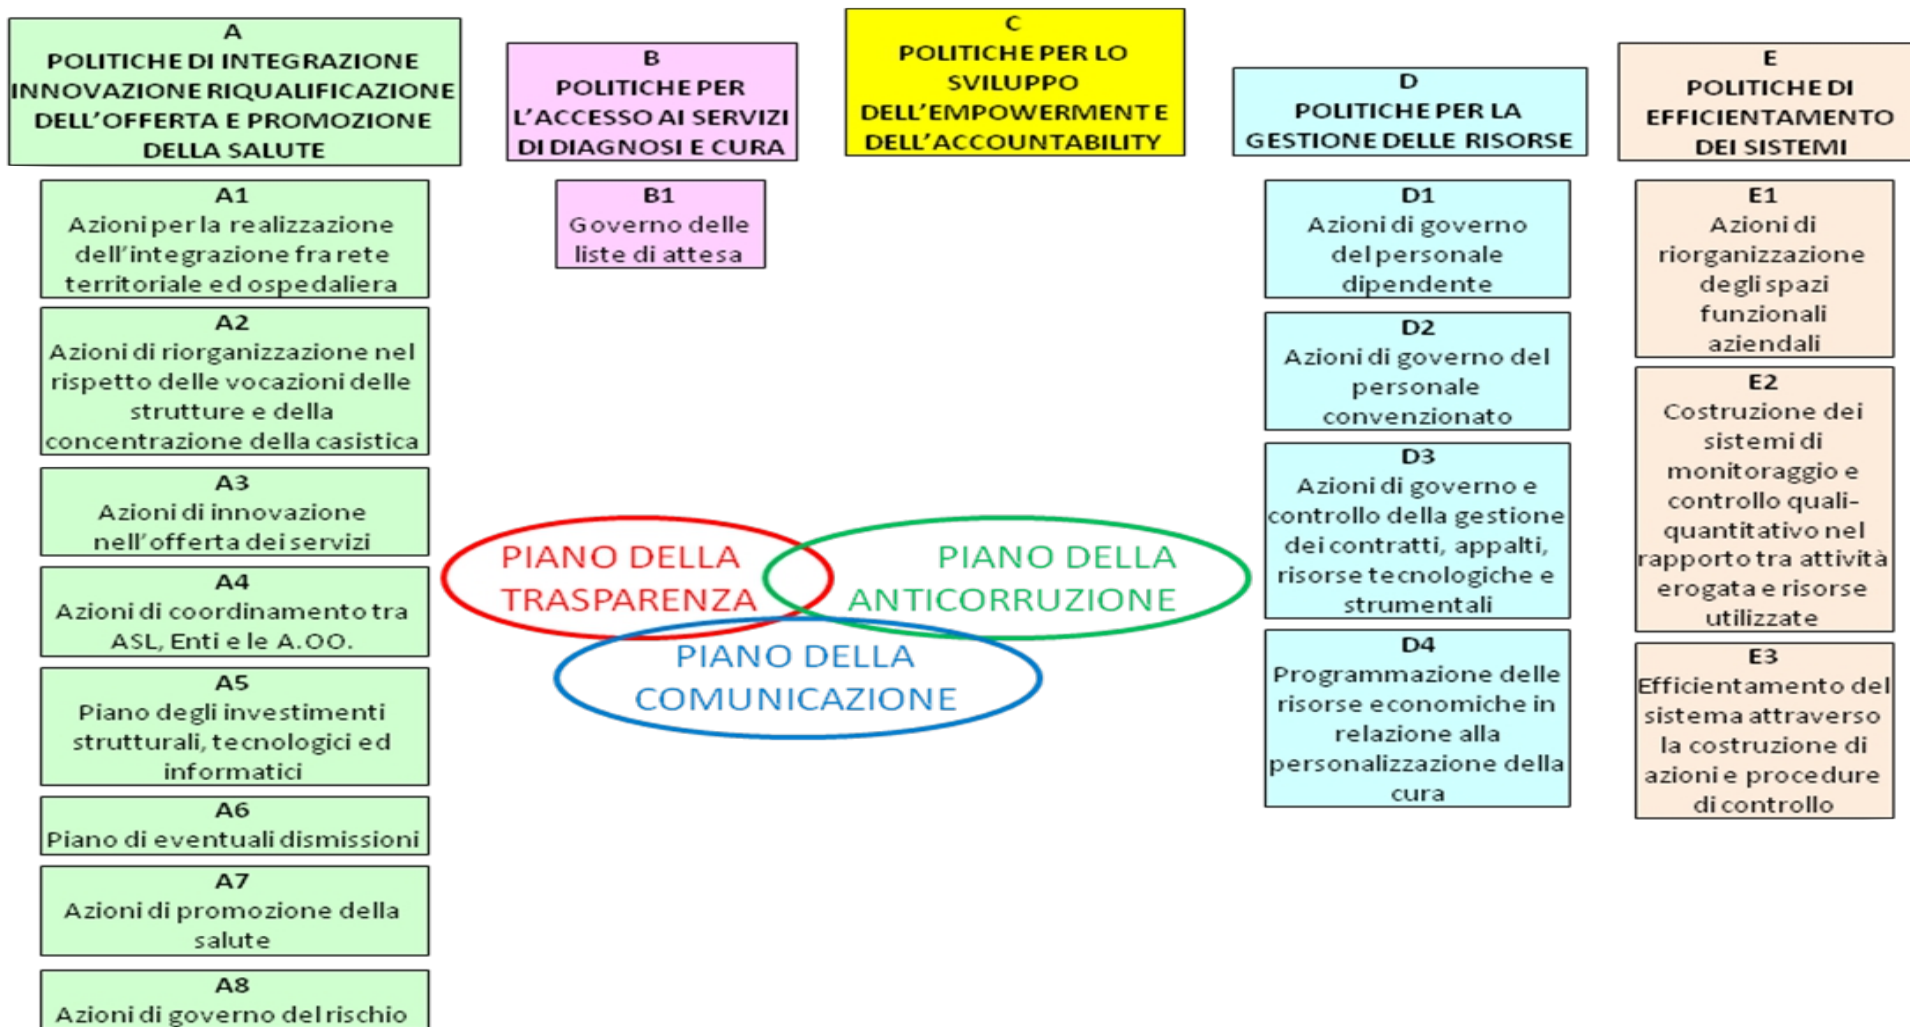 A
POLITICHE DI INTEGRAZIONE
INNOVAZIONE RIQUALIFICAZIONE
DELL’OFFERTA E PROMOZIONE
DELLA SALUTE
A1
Azioni per la realizzazione
dell’integrazione fra rete
territoriale ed ospedaliera
A2
Azioni di riorganizzazione nel
rispetto delle vocazioni delle
strutture e della
concentrazione della casistica
A3
Azioni di innovazione
nell’offerta dei servizi
A4
Azioni di coordinamento tra
ASL, Enti e le A.OO.
A5
Piano degli investimenti
strutturali, tecnologici ed
informatici
A6
Piano di eventuali dismissioni
A7
Azioni di promozione della
salute
A8
Azioni di governo del rischio
B
POLITICHE PER
L’ACCESSO AI SERVIZI
DI DIAGNOSI E CURA
B1
Governo delle
liste di attesa
C
POLITICHE PER LO
SVILUPPO
DELL’EMPOWERMENT E
DELL’ACCOUNTABILITY
PIANO DELLA
TRASPARENZA
PIANO DELLA
ANTICORRUZIONE
PIANO DELLA
COMUNICAZIONE
D
POLITICHE PER LA
GESTIONE DELLE RISORSE
D1
Azioni di governo
del personale
dipendente
D2
Azioni di governo del
personale
convenzionato
D3
Azioni di governo e
controllo della gestione
dei contratti, appalti,
risorse tecnologiche e
strumentali
D4
Programmazione delle
risorse economiche in
relazione alla
personalizzazione della
cura
E
POLITICHE DI
EFFICIENTAMENTO
DEI SISTEMI
E1
Azioni di
riorganizzazione
degli spazi
funzionali
aziendali
E2
Costruzione dei
sistemi di
monitoraggio e
controllo quali-
quantitativo nel
rapporto tra attività
erogata e risorse
utilizzate
E3
Efficientamento del
sistema attraverso
la costruzione di
azioni e procedure
di controllo